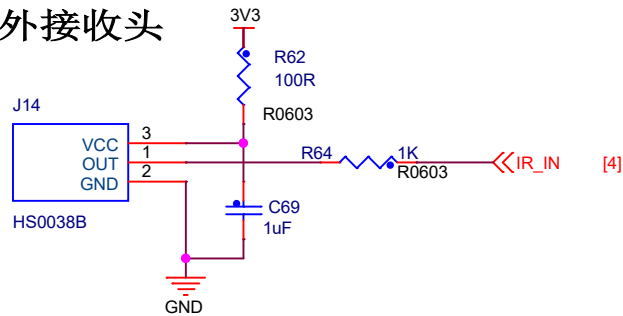 外接收头
3V3
R62
100R
R0603
J14
VCC 3
OUT 1
GND 2
HS0038B
R64
1K
R0603
IR_IN [4]
C69
1uF
GND